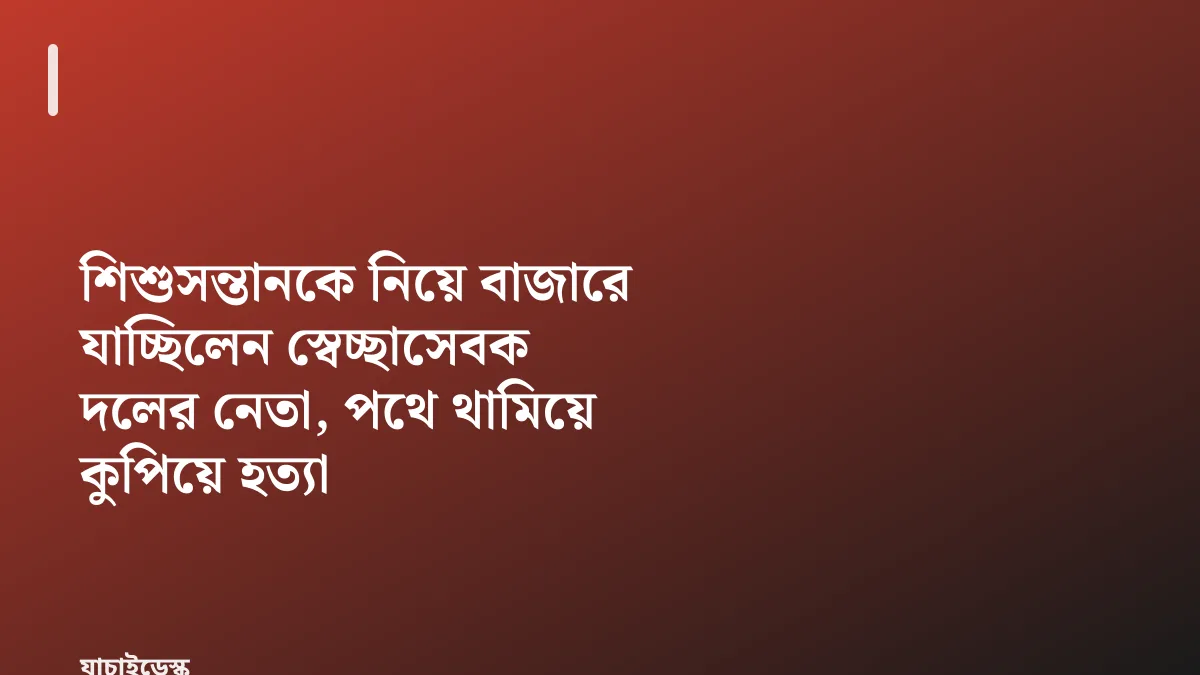 শিশুসন্তানকে নিয়ে বাজারে
যাচ্ছিলেন স্বেচ্ছাসেবক
দলের নেতা, পথে থামিয়ে
কুপিয়ে হত্যা
যাচাইডেস্ক